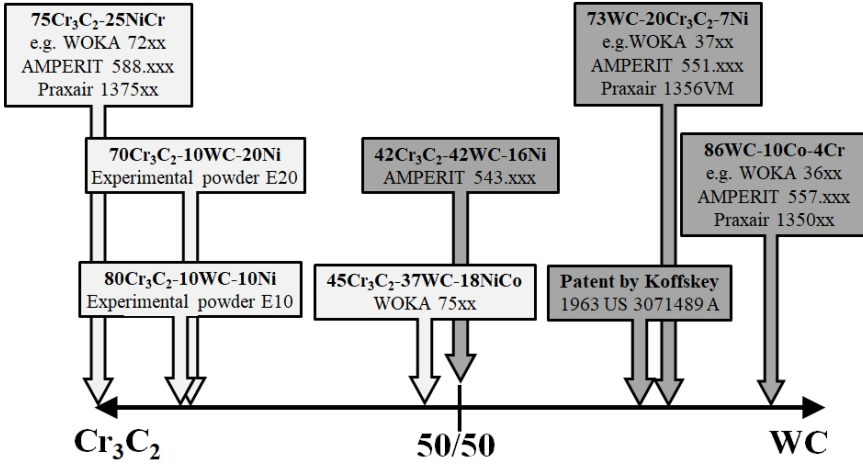 75Cr₃C₂-25NiCr
e.g. WOKA 72xx
AMPERIT 588.xxx
Praxair 1375xx
73WC-20Cr₃C₂-7Ni
e.g.WOKA 37xx
AMPERIT 551.xxx
Praxair 1356VM
70Cr₃C₂-10WC-20Ni
Experimental powder E20
42Cr₃C₂-42WC-16Ni
AMPERIT 543.xxx
86WC-10Co-4Cr
e.g. WOKA 36xx
AMPERIT 557.xxx
Praxair 1350xx
80Cr₃C₂-10WC-10Ni
Experimental powder E10
45Cr₃C₂-37WC-18NiCo
WOKA 75xx
Patent by Koffskey
1963 US 3071489 A
Cr₃C₂
50/50
WC